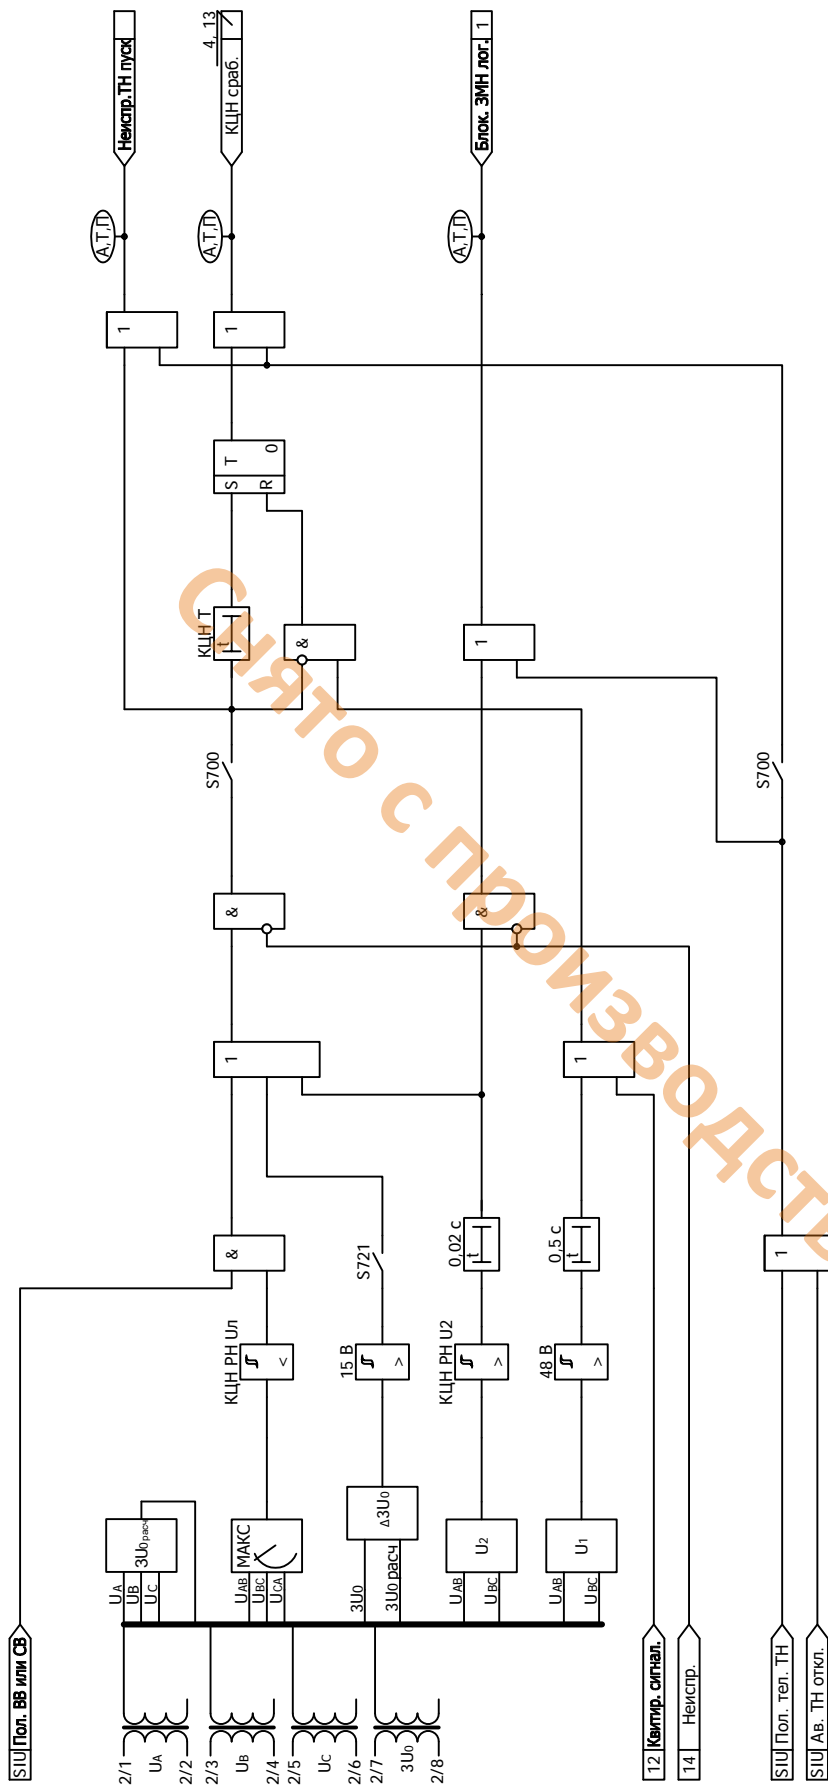 Неиспр.ТН пуск
4, 13
КЦН сраб.
Блок. ЗМН лог. 1
А,Т,П
А,Т,П
А,Т,П
1
1
T 0
S
R
КЦН Т
t
&
1
S700
S700
&
&
1
1
&
S721
0,02 с
t
0,5 с
t
1
КЦН РН Uл
<
15 В
>
КЦН РН U2
>
48 В
>
3U0расч
UA
UB
UC
МАКС
UAB
UBC
UCA
Δ3U0
3U0
3U0 расч
U2
UAB
UBC
U1
UAB
UBC
SIU Пол. ВВ или СВ
2/1
UA
2/2
2/3
UB
2/4
2/5
UC
2/6
2/7
3U0
2/8
12 Квитир. сигнал.
14 Неиспр.
SIU Пол. тел. ТН
SIU Ав. ТН откл.
Снято с производств